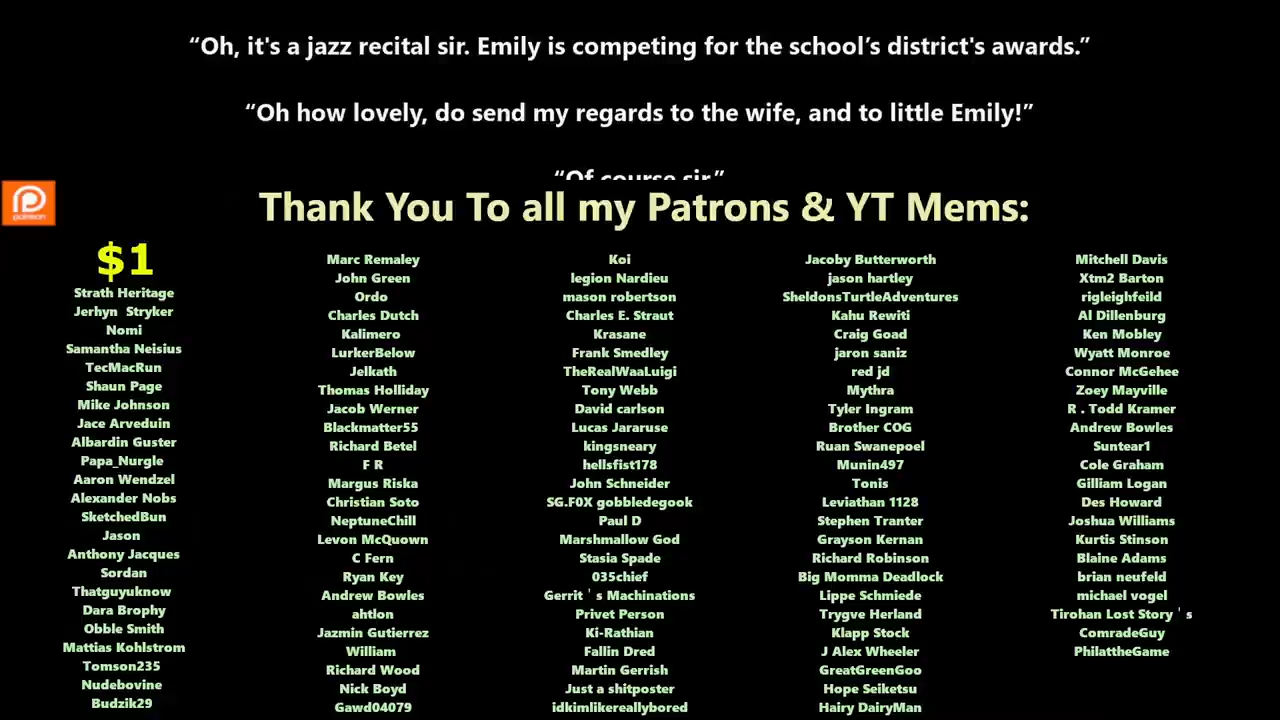 “Oh, it's a jazz recital sir. Emily is competing for the school’s district's awards.”
“Oh how lovely, do send my regards to the wife, and to little Emily!”
“Of course sir.”
patreon
Thank You To all my Patrons & YT Mems:
$1
Strath Heritage
Jerhyn  Stryker
Nomi
Samantha Neisius
TecMacRun
Shaun Page
Mike Johnson
Jace Arveduin
Albardin Guster
Papa_Nurgle
Aaron Wendzel
Alexander Nobs
SketchedBun
Jason
Anthony Jacques
Sordan
Thatguyuknow
Dara Brophy
Obble Smith
Mattias Kohlstrom
Tomson235
Nudebovine
Budzik29
Marc Remaley
John Green
Ordo
Charles Dutch
Kalimero
LurkerBelow
Jelkath
Thomas Holliday
Jacob Werner
Blackmatter55
Richard Betel
F R
Margus Riska
Christian Soto
NeptuneChill
Levon McQuown
C Fern
Ryan Key
Andrew Bowles
ahtlon
Jazmin Gutierrez
William
Richard Wood
Nick Boyd
Gawd04079
Koi
legion Nardieu
mason robertson
Charles E. Straut
Krasane
Frank Smedley
TheRealWaaLuigi
Tony Webb
David carlson
Lucas Jararuse
kingsneary
hellsfist178
John Schneider
SG.F0X gobbledegook
Paul D
Marshmallow God
Stasia Spade
035chief
Gerrit ' s Machinations
Privet Person
Ki-Rathian
Fallin Dred
Martin Gerrish
Just a shitposter
idkimlikereallybored
Jacoby Butterworth
jason hartley
SheldonsTurtleAdventures
Kahu Rewiti
Craig Goad
jaron saniz
red jd
Mythra
Tyler Ingram
Brother COG
Ruan Swanepoel
Munin497
Tonis
Leviathan 1128
Stephen Tranter
Grayson Kernan
Richard Robinson
Big Momma Deadlock
Lippe Schmiede
Trygve Herland
Klapp Stock
J Alex Wheeler
GreatGreenGoo
Hope Seiketsu
Hairy DairyMan
Mitchell Davis
Xtm2 Barton
rigleighfeild
Al Dillenburg
Ken Mobley
Wyatt Monroe
Connor McGehee
Zoey Mayville
R . Todd Kramer
Andrew Bowles
Suntear1
Cole Graham
Gilliam Logan
Des Howard
Joshua Williams
Kurtis Stinson
Blaine Adams
brian neufeld
michael vogel
Tirohan Lost Story ' s
ComradeGuy
PhilattheGame